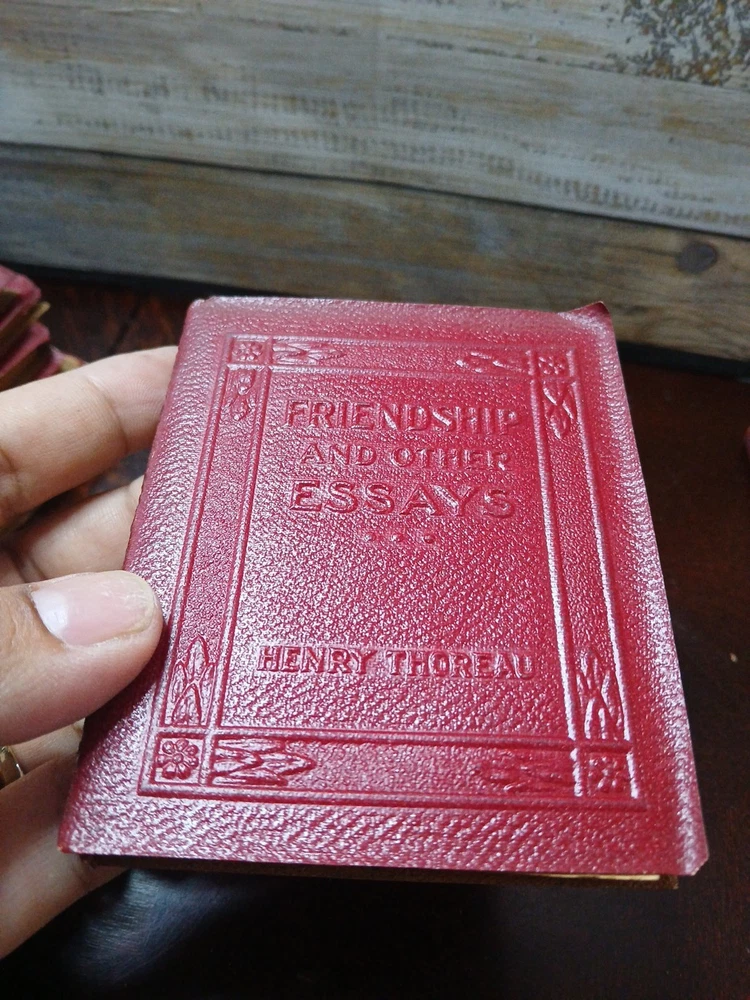 FRIENDSHIP
AND OTHER
ESSAYS
HENRY THOREAU